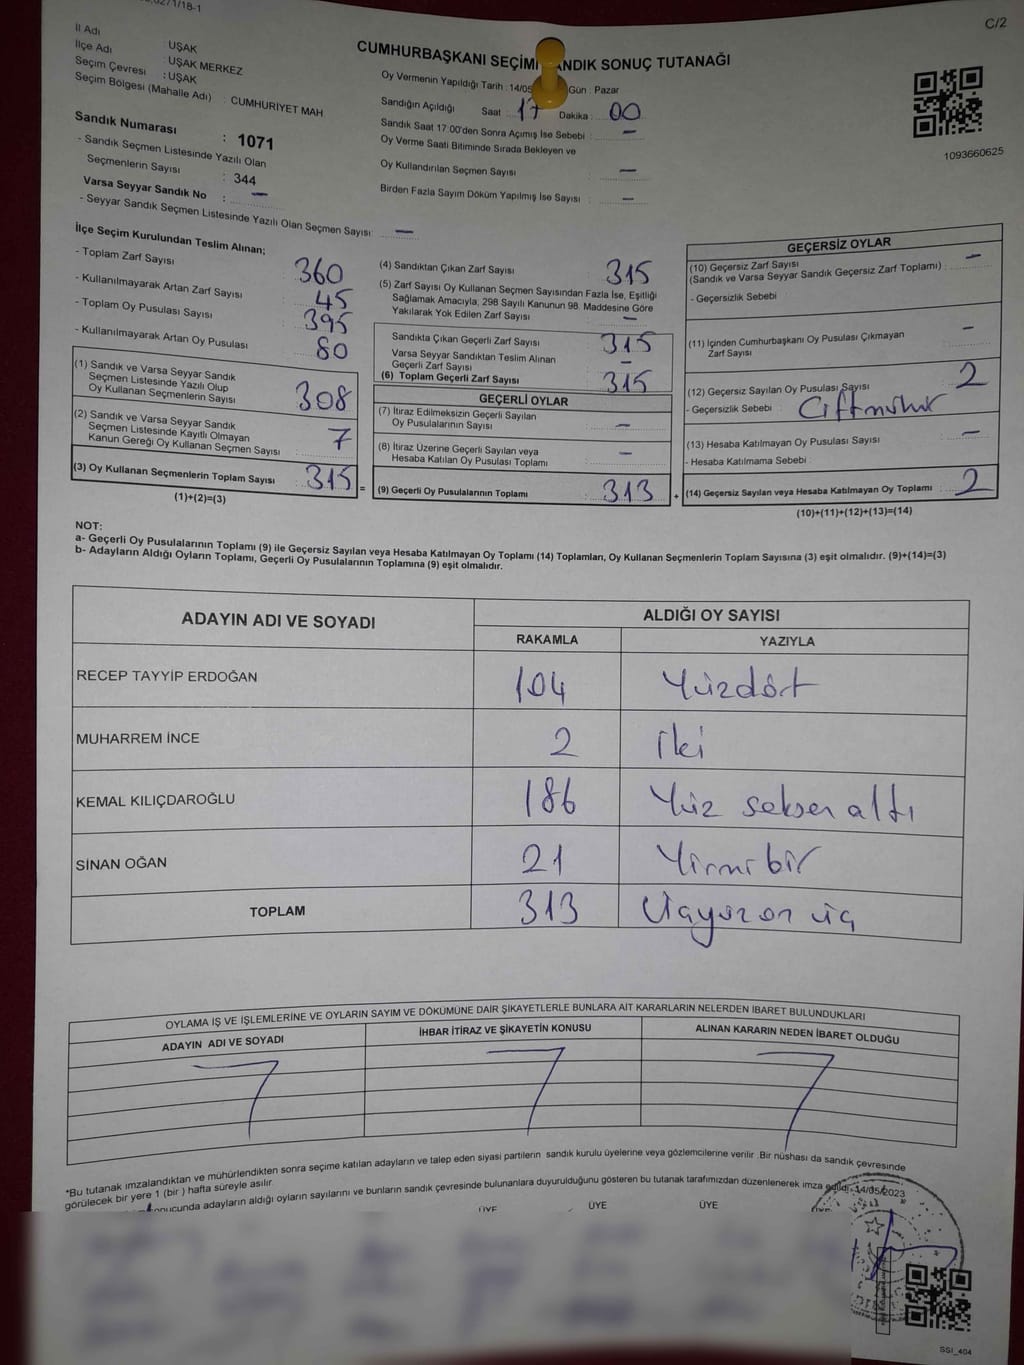 C/2
İl Adı : UŞAK
İlçe Adı : UŞAK MERKEZ
Seçim Çevresi : UŞAK
Seçim Bölgesi (Mahalle Adı) : CUMHURİYET MAH
Sandık Numarası : 1071
- Sandık Seçmen Listesinde Yazılı Olan
Seçmenlerin Sayısı : 344
Varsa Seyyar Sandık No : —
- Seyyar Sandık Seçmen Listesinde Yazılı Olan Seçmen Sayısı: —
CUMHURBAŞKANI SEÇİMİ SANDIK SONUÇ TUTANAĞI
Oy Vermenin Yapıldığı Tarih : 14/05 Gün : Pazar
Sandığın Açıldığı Saat : 17 Dakika : 00
Sandık Saat 17:00'den Sonra Açımış İse Sebebi : —
Oy Verme Saati Bitiminde Sırada Bekleyen ve
Oy Kullandırılan Seçmen Sayısı : —
Birden Fazla Sayım Döküm Yapılmış İse Sayısı : —
1093660625
İlçe Seçim Kurulundan Teslim Alınan;
- Toplam Zarf Sayısı : 360
- Kullanılmayarak Artan Zarf Sayısı : 45
- Toplam Oy Pusulası Sayısı : 395
- Kullanılmayarak Artan Oy Pusulası : 80
(1) Sandık ve Varsa Seyyar Sandık
Seçmen Listesinde Yazılı Olup
Oy Kullanan Seçmenlerin Sayısı : 308
(2) Sandık ve Varsa Seyyar Sandık
Seçmen Listesinde Kayıtlı Olmayan
Kanun Gereği Oy Kullanan Seçmen Sayısı : 7
(3) Oy Kullanan Seçmenlerin Toplam Sayısı : 315 =
(1)+(2)=(3)
(4) Sandıktan Çıkan Zarf Sayısı : 315
(5) Zarf Sayısı Oy Kullanan Seçmen Sayısından Fazla İse, Eşitliği
Sağlamak Amacıyla; 298 Sayılı Kanunun 98. Maddesine Göre
Yakılarak Yok Edilen Zarf Sayısı : —
Sandıkta Çıkan Geçerli Zarf Sayısı : 315
Varsa Seyyar Sandıktan Teslim Alınan
Geçerli Zarf Sayısı : —
(6) Toplam Geçerli Zarf Sayısı : 315
GEÇERLİ OYLAR
(7) İtiraz Edilmeksizin Geçerli Sayılan
Oy Pusulalarının Sayısı : —
(8) İtiraz Üzerine Geçerli Sayılan veya
Hesaba Katılan Oy Pusulası Toplamı : —
(9) Geçerli Oy Pusulalarının Toplamı : 313 +
GEÇERSİZ OYLAR
(10) Geçersiz Zarf Sayısı
(Sandık ve Varsa Seyyar Sandık Geçersiz Zarf Toplamı) : —
- Geçersizlik Sebebi
(11) İçinden Cumhurbaşkanı Oy Pusulası Çıkmayan
Zarf Sayısı : —
(12) Geçersiz Sayılan Oy Pusulası Sayısı : 2
- Geçersizlik Sebebi : Çiftmühür
(13) Hesaba Katılmayan Oy Pusulası Sayısı : —
- Hesaba Katılmama Sebebi :
(14) Geçersiz Sayılan veya Hesaba Katılmayan Oy Toplamı : 2
(10)+(11)+(12)+(13)=(14)
NOT:
a- Geçerli Oy Pusulalarının Toplamı (9) ile Geçersiz Sayılan veya Hesaba Katılmayan Oy Toplamı (14) Toplamları, Oy Kullanan Seçmenlerin Toplam Sayısına (3) eşit olmalıdır. (9)+(14)=(3)
b- Adayların Aldığı Oyların Toplamı, Geçerli Oy Pusulalarının Toplamına (9) eşit olmalıdır.
ADAYIN ADI VE SOYADI
ALDIĞI OY SAYISI
RAKAMLA YAZIYLA
RECEP TAYYİP ERDOĞAN 104 Yüzdört
MUHARREM İNCE 2 İki
KEMAL KILIÇDAROĞLU 186 Yüz seksen altı
SİNAN OĞAN 21 Yirmi bir
TOPLAM 313 Üçyüz on üç
OYLAMA İŞ VE İŞLEMLERİNE VE OYLARIN SAYIM VE DÖKÜMÜNE DAİR ŞİKAYETLERLE BUNLARA AİT KARARLARIN NELERDEN İBARET BULUNDUKLARI
ADAYIN ADI VE SOYADI İHBAR İTİRAZ VE ŞİKAYETİN KONUSU ALINAN KARARIN NEDEN İBARET OLDUĞU
*Bu tutanak imzalandıktan ve mühürlendikten sonra seçime katılan adayların ve talep eden siyasi partilerin sandık kurulu üyelerine veya gözlemcilerine verilir. Bir nüshası da sandık çevresinde
görülecek bir yere 1 (bir) hafta süreyle asılır.
adayların aldığı oyların sayılarını ve bunların sandık çevresinde bulunanlara duyurulduğunu gösteren bu tutanak tarafımızdan düzenlenerek imza edildi. 14/05/2023
ÜYE ÜYE ÜYE ÜYE
SSİ_404